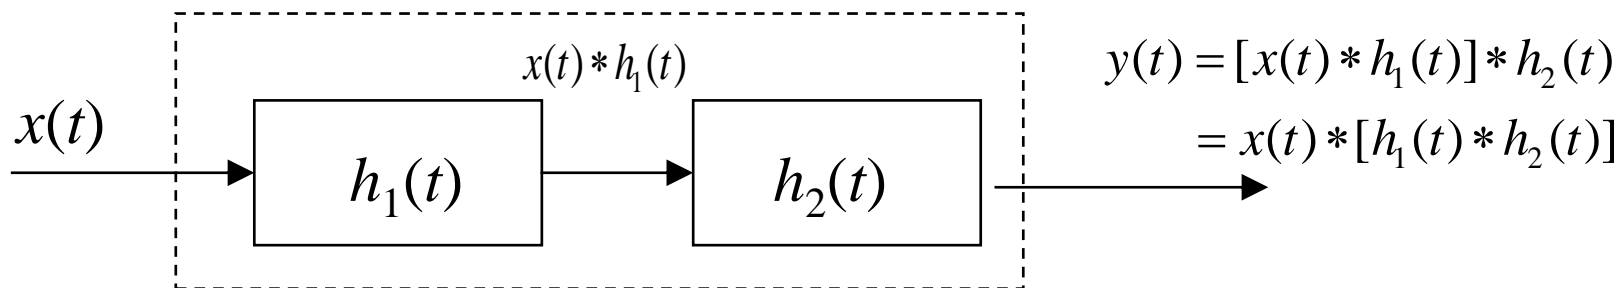 x(t)
h₁(t)
x(t)*h₁(t)
h₂(t)
y(t) = [x(t)*h₁(t)]*h₂(t)
= x(t)*[h₁(t)*h₂(t)]